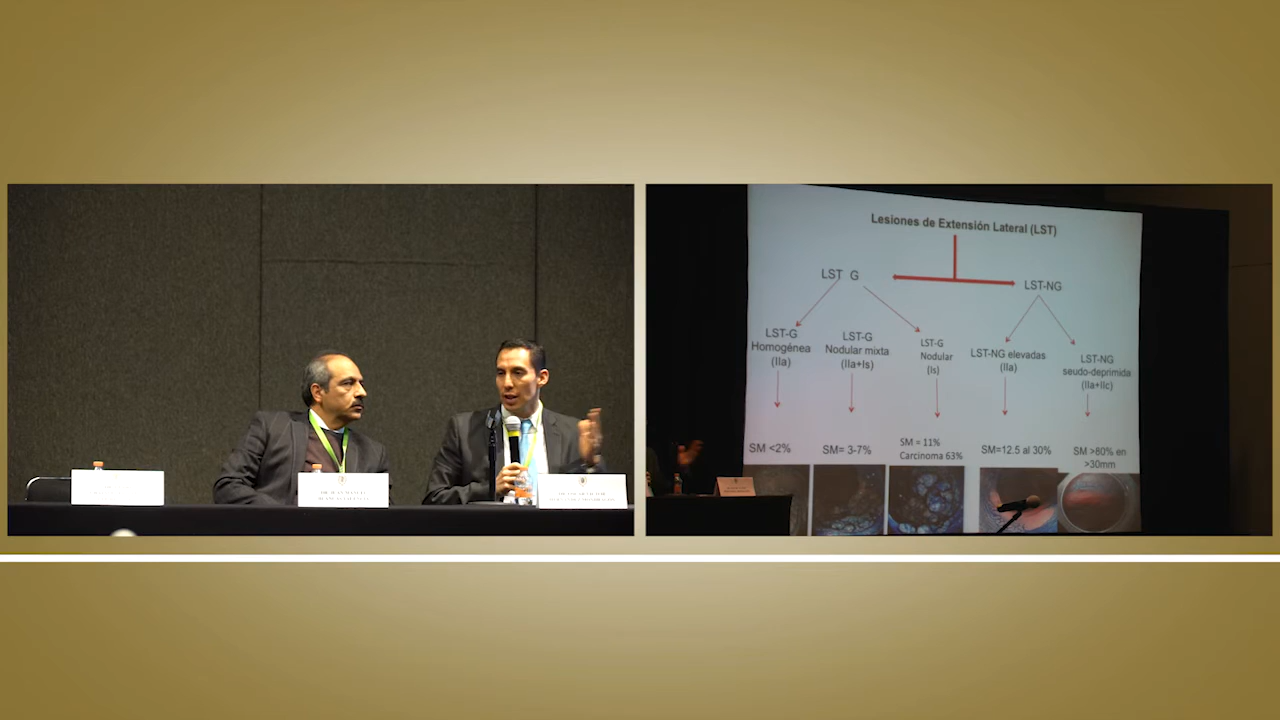 Lesiones de Extensión Lateral (LST)
LST G
LST-NG
LST-G
Homogénea
(IIa)
LST-G
Nodular mixta
(IIa+Is)
LST-G
Nodular
(Is)
LST-NG elevadas
(IIa)
LST-NG
seudo-deprimida
(IIa+IIc)
SM <2%
SM= 3-7%
SM = 11%
Carcinoma 63%
SM=12.5 al 30%
SM >80% en
>30mm